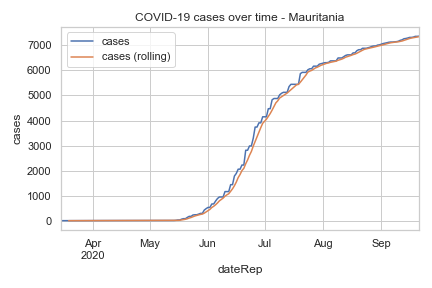 COVID-19 cases over time - Mauritania
cases
cases (rolling)
7000
6000
5000
4000
3000
2000
1000
0
cases
Apr
2020
May
Jun
Jul
Aug
Sep
dateRep